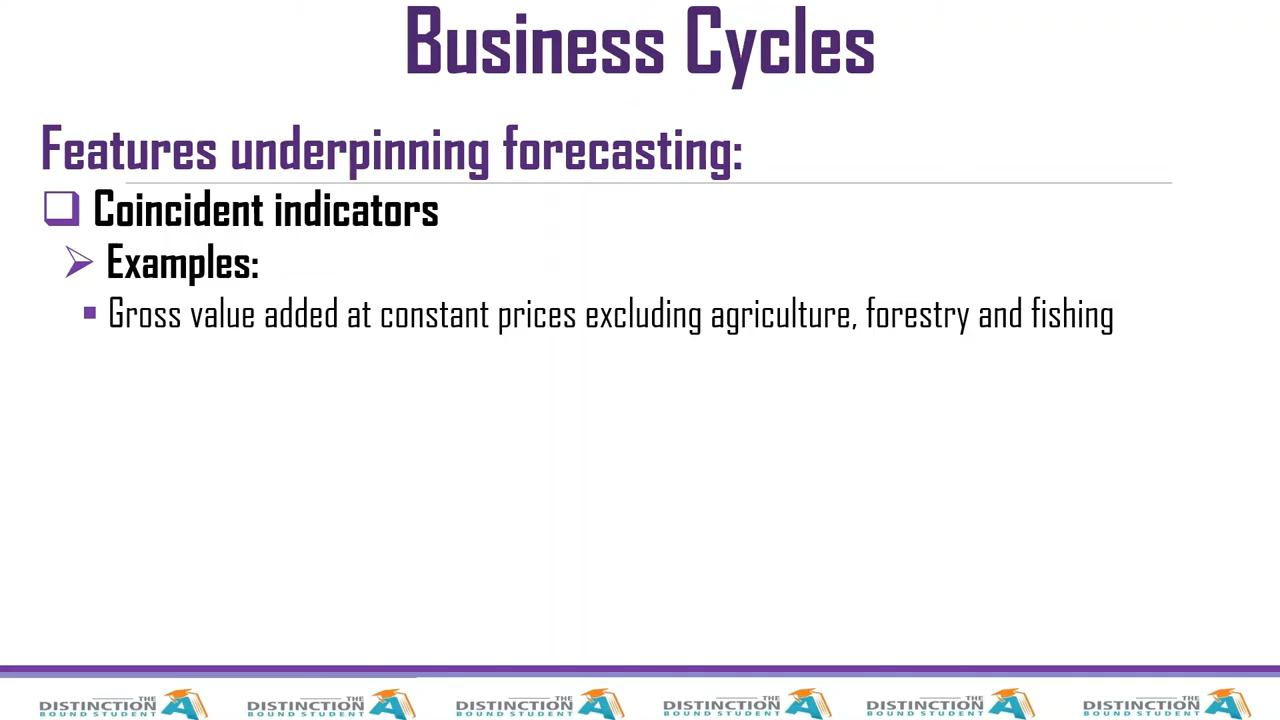 Business Cycles
Features underpinning forecasting:
Coincident indicators
Examples:
Gross value added at constant prices excluding agriculture, forestry and fishing
THE DISTINCTION BOUND STUDENT
THE DISTINCTION BOUND STUDENT
THE DISTINCTION BOUND STUDENT
THE DISTINCTION BOUND STUDENT
THE DISTINCTION BOUND STUDENT
THE DISTINCTION BOUND STUDENT